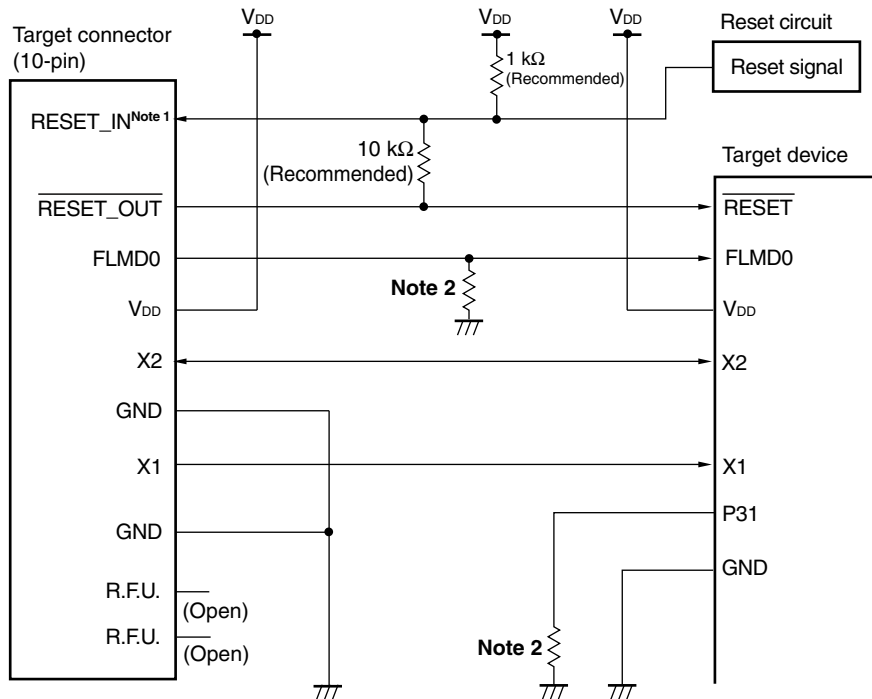 Target connector
(10-pin)
VDD
VDD
VDD
Reset circuit
Reset signal
1 kΩ
(Recommended)
RESET_IN Note 1
10 kΩ
(Recommended)
Target device
RESET_OUT
RESET
FLMD0
FLMD0
Note 2
VDD
VDD
X2
X2
GND
X1
X1
P31
GND
GND
R.F.U.
(Open)
R.F.U.
(Open)
Note 2